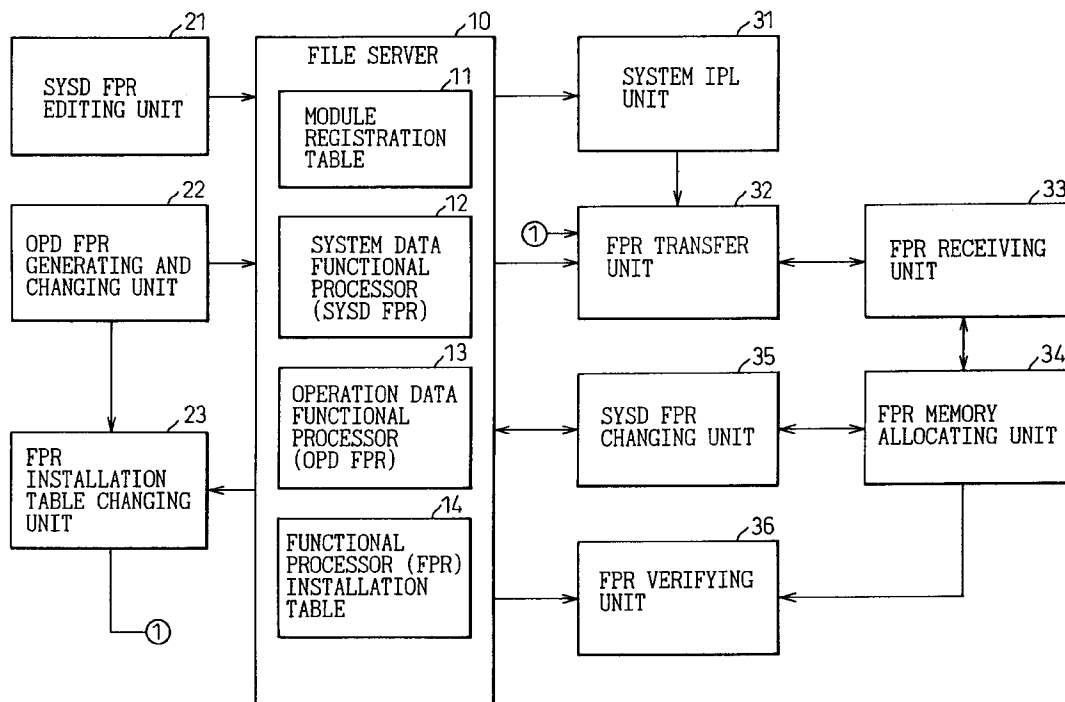 21
SYSD FPR
EDITING UNIT
10
FILE SERVER
11
MODULE
REGISTRATION
TABLE
31
SYSTEM IPL
UNIT
22
OPD FPR
GENERATING AND
CHANGING UNIT
12
SYSTEM DATA
FUNCTIONAL
PROCESSOR
(SYSD FPR)
1
32
FPR TRANSFER
UNIT
33
FPR RECEIVING
UNIT
23
FPR
INSTALLATION
TABLE CHANGING
UNIT
1
13
OPERATION DATA
FUNCTIONAL
PROCESSOR
(OPD FPR)
35
SYSD FPR
CHANGING UNIT
34
FPR MEMORY
ALLOCATING UNIT
14
FUNCTIONAL
PROCESSOR (FPR)
INSTALLATION
TABLE
36
FPR VERIFYING
UNIT